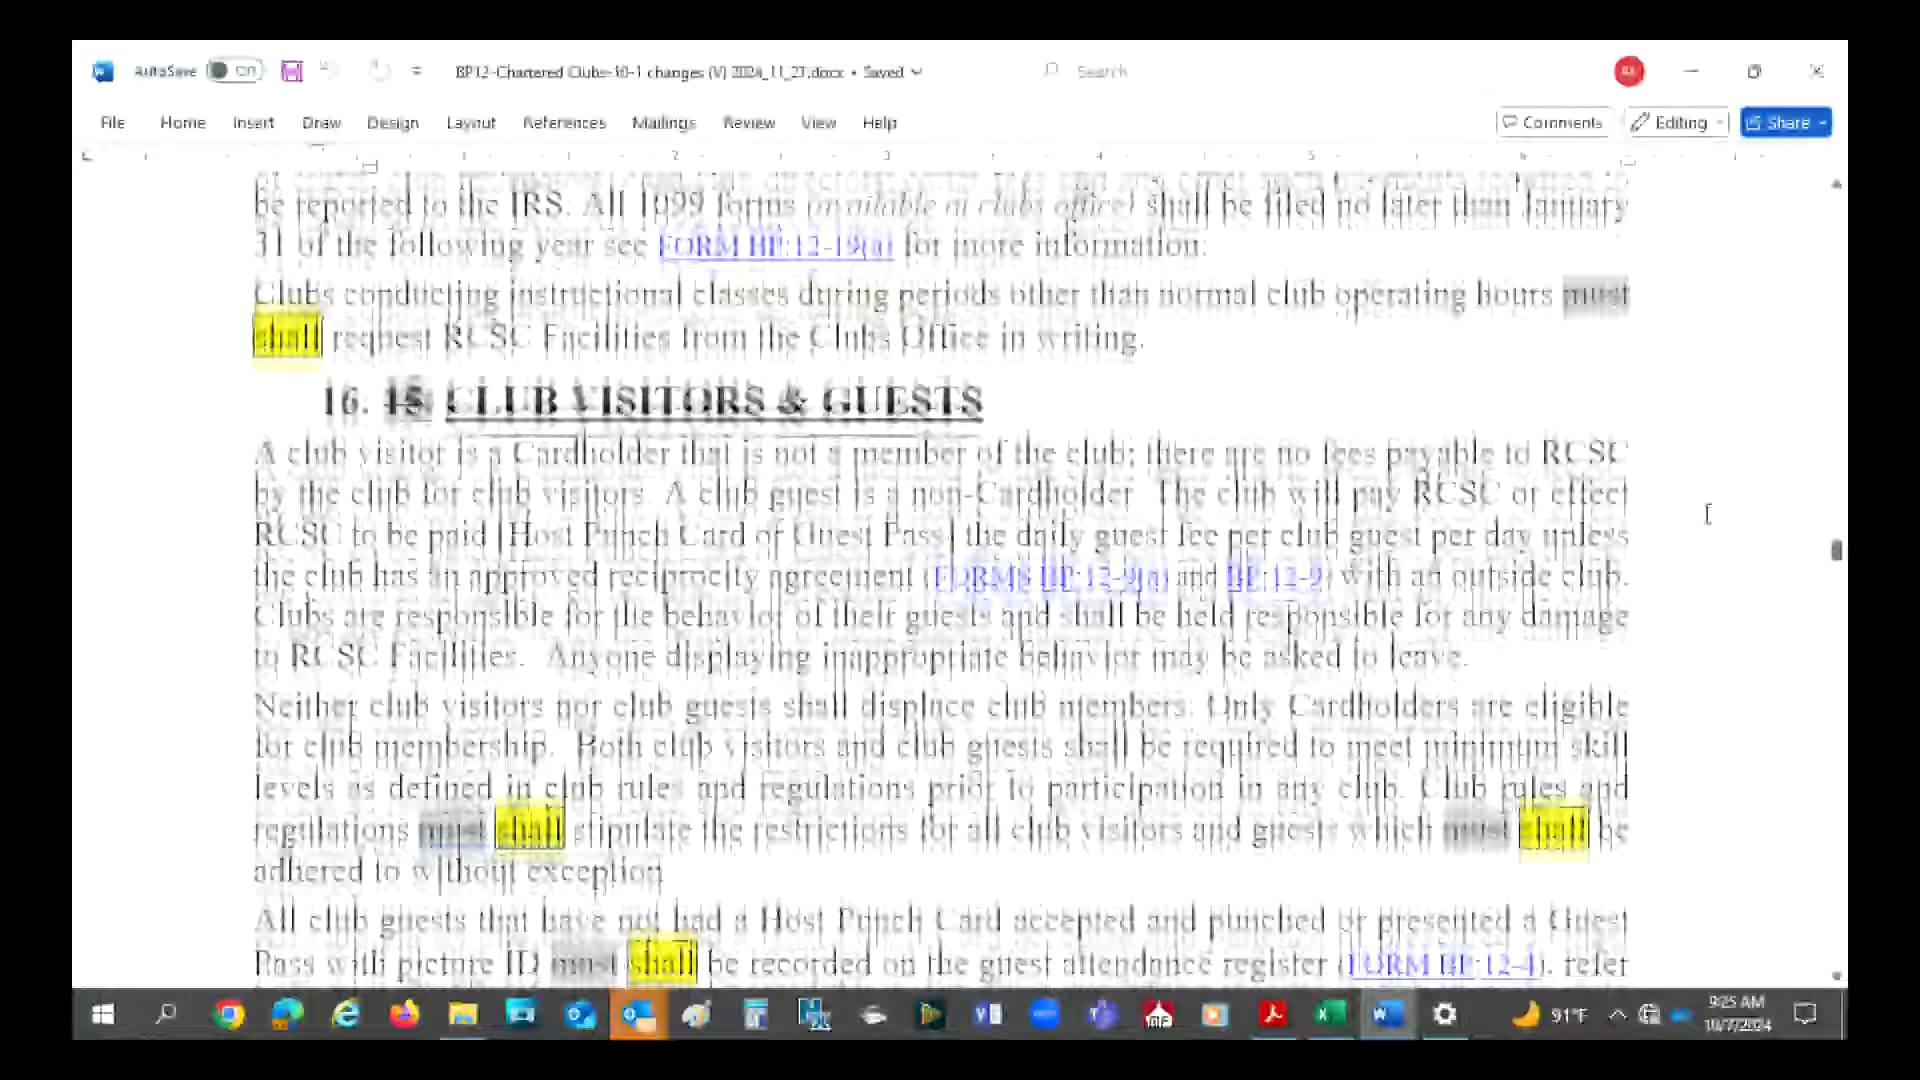 AutoSave Off BP12-Chartered Clubs-10-1 changes (V) 2024_11_21.docx • Saved Search
File Home Insert Draw Design Layout References Mailings Review View Help Comments Editing Share
2 3 4 5 6
be reported to the IRS. All 1099 forms (available at clubs office) shall be filed no later than January
31 of the following year see FORM BP:12-19(a) for more information.
Clubs conducting instructional classes during periods other than normal club operating hours must
shall request RCSC Facilities from the Clubs Office in writing.
16. 15. CLUB VISITORS & GUESTS
A club visitor is a Cardholder that is not a member of the club; there are no fees payable to RCSC
by the club for club visitors. A club guest is a non-Cardholder. The club will pay RCSC or effect
RCSC to be paid (Host Punch Card or Guest Pass) the daily guest fee per club guest per day unless
the club has an approved reciprocity agreement (FORMS BP:12-9(a) and BP:12-9) with an outside club.
Clubs are responsible for the behavior of their guests and shall be held responsible for any damage
to RCSC Facilities. Anyone displaying inappropriate behavior may be asked to leave.
Neither club visitors nor club guests shall displace club members. Only Cardholders are eligible
for club membership. Both club visitors and club guests shall be required to meet minimum skill
levels as defined in club rules and regulations prior to participation in any club. Club rules and
regulations must shall stipulate the restrictions for all club visitors and guests which must shall be
adhered to without exception.
All club guests that have not had a Host Punch Card accepted and punched or presented a Guest
Pass with picture ID must shall be recorded on the guest attendance register (FORM BP:12-4), refer
91°F 9:25 AM
10/7/2024